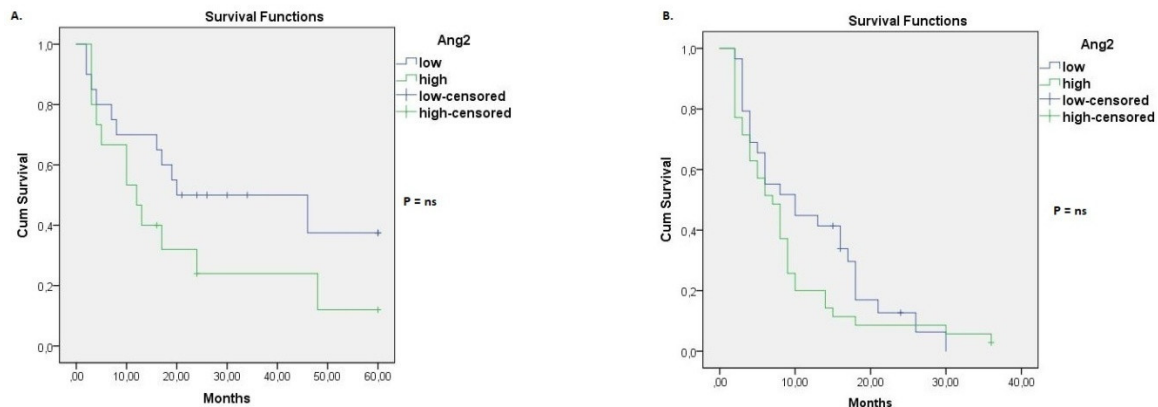 A.
Survival Functions
Cum Survival
1,0
0,8
0,6
0,4
0,2
0,0
,00 10,00 20,00 30,00 40,00 50,00 60,00
Months
Ang2
low
high
low-censored
high-censored
P = ns
B.
Survival Functions
Cum Survival
1,0
0,8
0,6
0,4
0,2
0,0
,00 10,00 20,00 30,00 40,00
Months
Ang2
low
high
low-censored
high-censored
P = ns